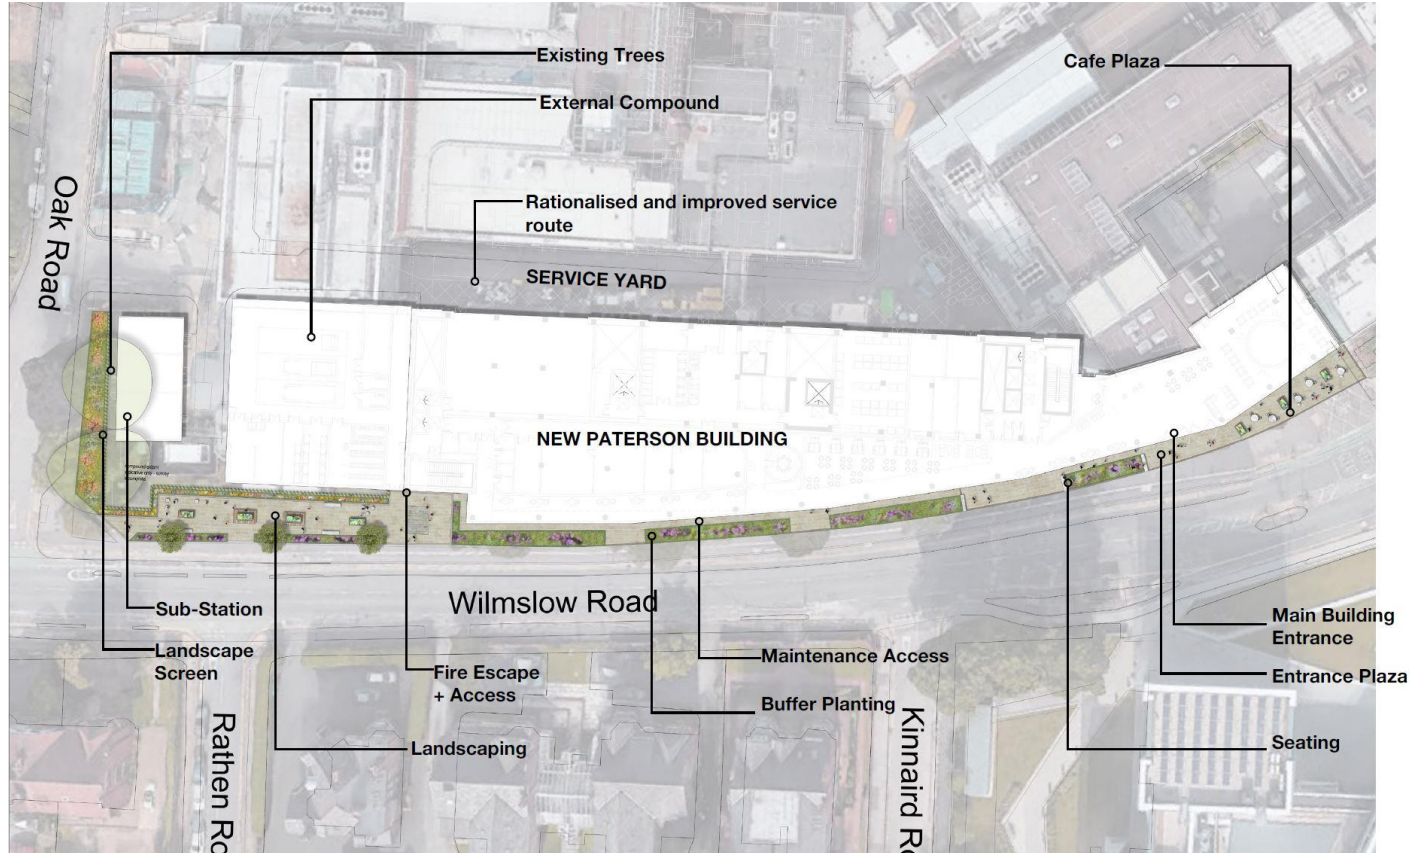 Existing Trees
Cafe Plaza
External Compound
Oak Road
Rationalised and improved service
route
SERVICE YARD
NEW PATERSON BUILDING
Wilmslow Road
Sub-Station
Main Building
Entrance
Landscape
Screen
Maintenance Access
Fire Escape
+ Access
Entrance Plaza
Buffer Planting
Seating
Landscaping
Rathen Ro
Kinnaird R